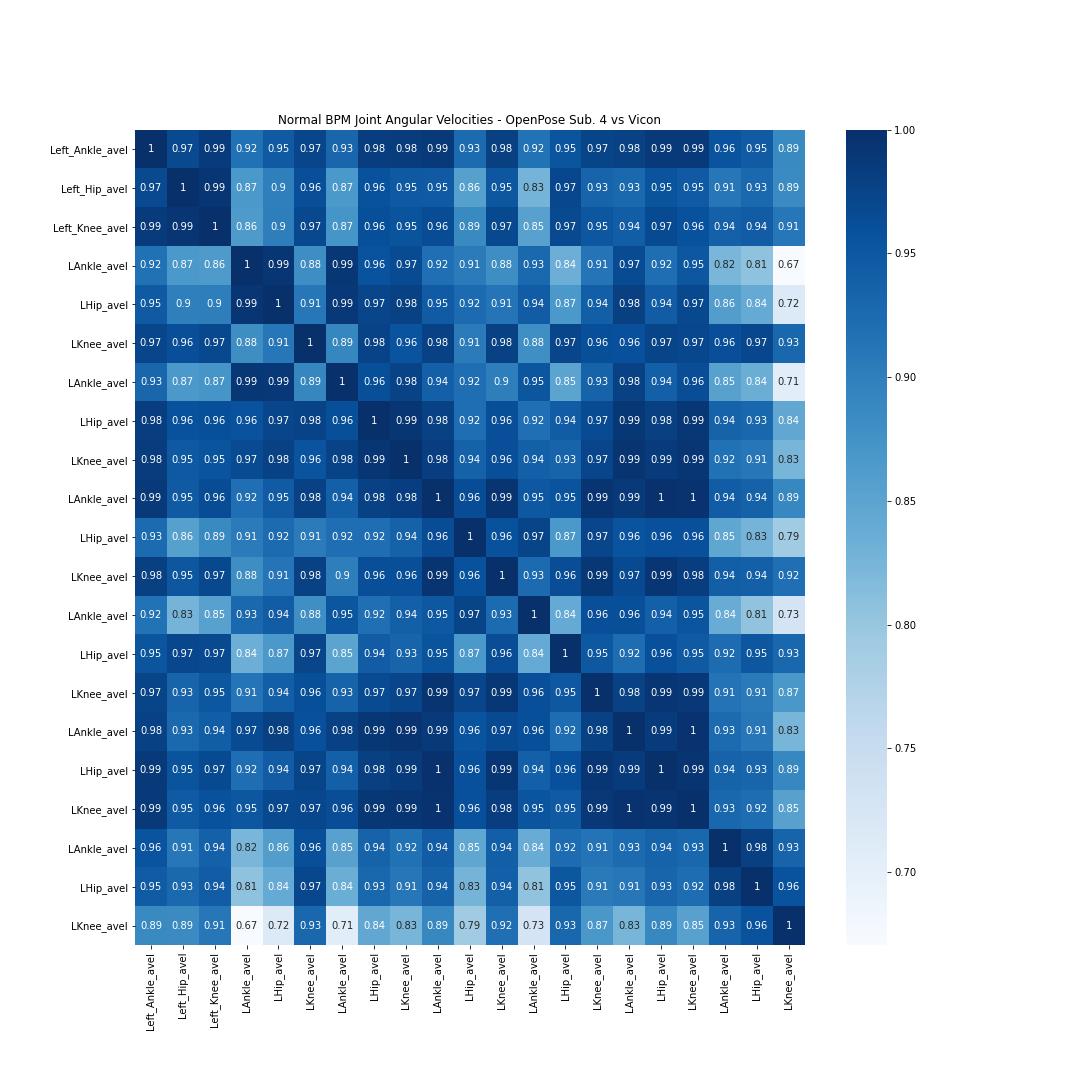 Normal BPM Joint Angular Velocities - OpenPose Sub. 4 vs Vicon
Left_Ankle_avel 1 0.97 0.99 0.92 0.95 0.97 0.93 0.98 0.98 0.99 0.93 0.98 0.92 0.95 0.97 0.98 0.99 0.99 0.96 0.95 0.89
Left_Hip_avel 0.97 1 0.99 0.87 0.9 0.96 0.87 0.96 0.95 0.95 0.86 0.95 0.83 0.97 0.93 0.93 0.95 0.95 0.91 0.93 0.89
Left_Knee_avel 0.99 0.99 1 0.86 0.9 0.97 0.87 0.96 0.95 0.96 0.89 0.97 0.85 0.97 0.95 0.94 0.97 0.96 0.94 0.94 0.91
LAnkle_avel 0.92 0.87 0.86 1 0.99 0.88 0.99 0.96 0.97 0.92 0.91 0.88 0.93 0.84 0.91 0.97 0.92 0.95 0.82 0.81 0.67
LHip_avel 0.95 0.9 0.9 0.99 1 0.91 0.99 0.97 0.98 0.95 0.92 0.91 0.94 0.87 0.94 0.98 0.94 0.97 0.86 0.84 0.72
LKnee_avel 0.97 0.96 0.97 0.88 0.91 1 0.89 0.98 0.96 0.98 0.91 0.98 0.88 0.97 0.96 0.96 0.97 0.97 0.96 0.97 0.93
LAnkle_avel 0.93 0.87 0.87 0.99 0.99 0.89 1 0.96 0.98 0.94 0.92 0.9 0.95 0.85 0.93 0.98 0.94 0.96 0.85 0.84 0.71
LHip_avel 0.98 0.96 0.96 0.96 0.97 0.98 0.96 1 0.99 0.98 0.92 0.96 0.92 0.94 0.97 0.99 0.98 0.99 0.94 0.93 0.84
LKnee_avel 0.98 0.95 0.95 0.97 0.98 0.96 0.98 0.99 1 0.98 0.94 0.96 0.94 0.93 0.97 0.99 0.99 0.99 0.92 0.91 0.83
LAnkle_avel 0.99 0.95 0.96 0.92 0.95 0.98 0.94 0.98 0.98 1 0.96 0.99 0.95 0.95 0.99 0.99 1 1 0.94 0.94 0.89
LHip_avel 0.93 0.86 0.89 0.91 0.92 0.91 0.92 0.92 0.94 0.96 1 0.96 0.97 0.87 0.97 0.96 0.96 0.96 0.85 0.83 0.79
LKnee_avel 0.98 0.95 0.97 0.88 0.91 0.98 0.9 0.96 0.96 0.99 0.96 1 0.93 0.96 0.99 0.97 0.99 0.98 0.94 0.94 0.92
LAnkle_avel 0.92 0.83 0.85 0.93 0.94 0.88 0.95 0.92 0.94 0.95 0.97 0.93 1 0.84 0.96 0.96 0.94 0.95 0.84 0.81 0.73
LHip_avel 0.95 0.97 0.97 0.84 0.87 0.97 0.85 0.94 0.93 0.95 0.87 0.96 0.84 1 0.95 0.92 0.96 0.95 0.92 0.95 0.93
LKnee_avel 0.97 0.93 0.95 0.91 0.94 0.96 0.93 0.97 0.97 0.99 0.97 0.99 0.96 0.95 1 0.98 0.99 0.99 0.91 0.91 0.87
LAnkle_avel 0.98 0.93 0.94 0.97 0.98 0.96 0.98 0.99 0.99 0.99 0.96 0.97 0.96 0.92 0.98 1 0.99 1 0.93 0.91 0.83
LHip_avel 0.99 0.95 0.97 0.92 0.94 0.97 0.94 0.98 0.99 1 0.96 0.99 0.94 0.96 0.99 0.99 1 0.99 0.94 0.93 0.89
LKnee_avel 0.99 0.95 0.96 0.95 0.97 0.97 0.96 0.99 0.99 1 0.96 0.98 0.95 0.95 0.99 1 0.99 1 0.93 0.92 0.85
LAnkle_avel 0.96 0.91 0.94 0.82 0.86 0.96 0.85 0.94 0.92 0.94 0.85 0.94 0.84 0.92 0.91 0.93 0.94 0.93 1 0.98 0.93
LHip_avel 0.95 0.93 0.94 0.81 0.84 0.97 0.84 0.93 0.91 0.94 0.83 0.94 0.81 0.95 0.91 0.91 0.93 0.92 0.98 1 0.96
LKnee_avel 0.89 0.89 0.91 0.67 0.72 0.93 0.71 0.84 0.83 0.89 0.79 0.92 0.73 0.93 0.87 0.83 0.89 0.85 0.93 0.96 1
Left_Ankle_avel
Left_Hip_avel
Left_Knee_avel
LAnkle_avel
LHip_avel
LKnee_avel
LAnkle_avel
LHip_avel
LKnee_avel
LAnkle_avel
LHip_avel
LKnee_avel
LAnkle_avel
LHip_avel
LKnee_avel
LAnkle_avel
LHip_avel
LKnee_avel
LAnkle_avel
LHip_avel
LKnee_avel
1.00
0.95
0.90
0.85
0.80
0.75
0.70